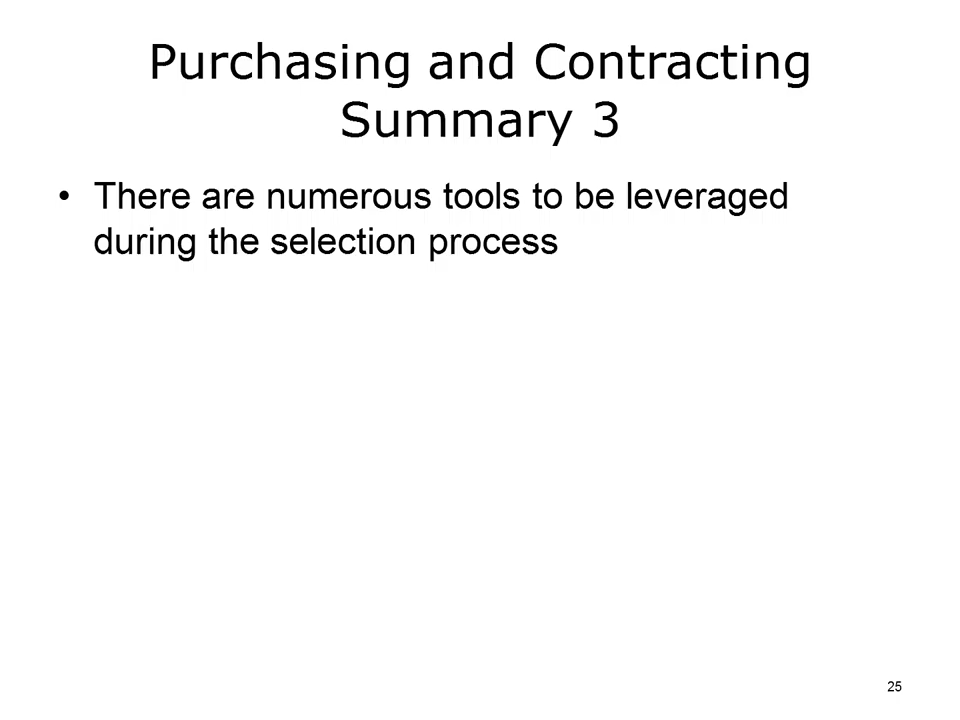 Purchasing and Contracting
Summary 3
• There are numerous tools to be leveraged
during the selection process
25